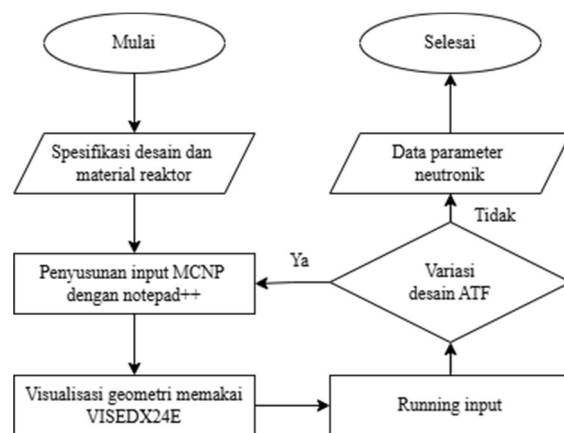 Mulai
Spesifikasi desain dan
material reaktor
Penyusunan input MCNP
dengan notepad++
Visualisasi geometri memakai
VISEDX24E
Running input
Variasi
desain ATF
Ya
Tidak
Data parameter
neutronik
Selesai